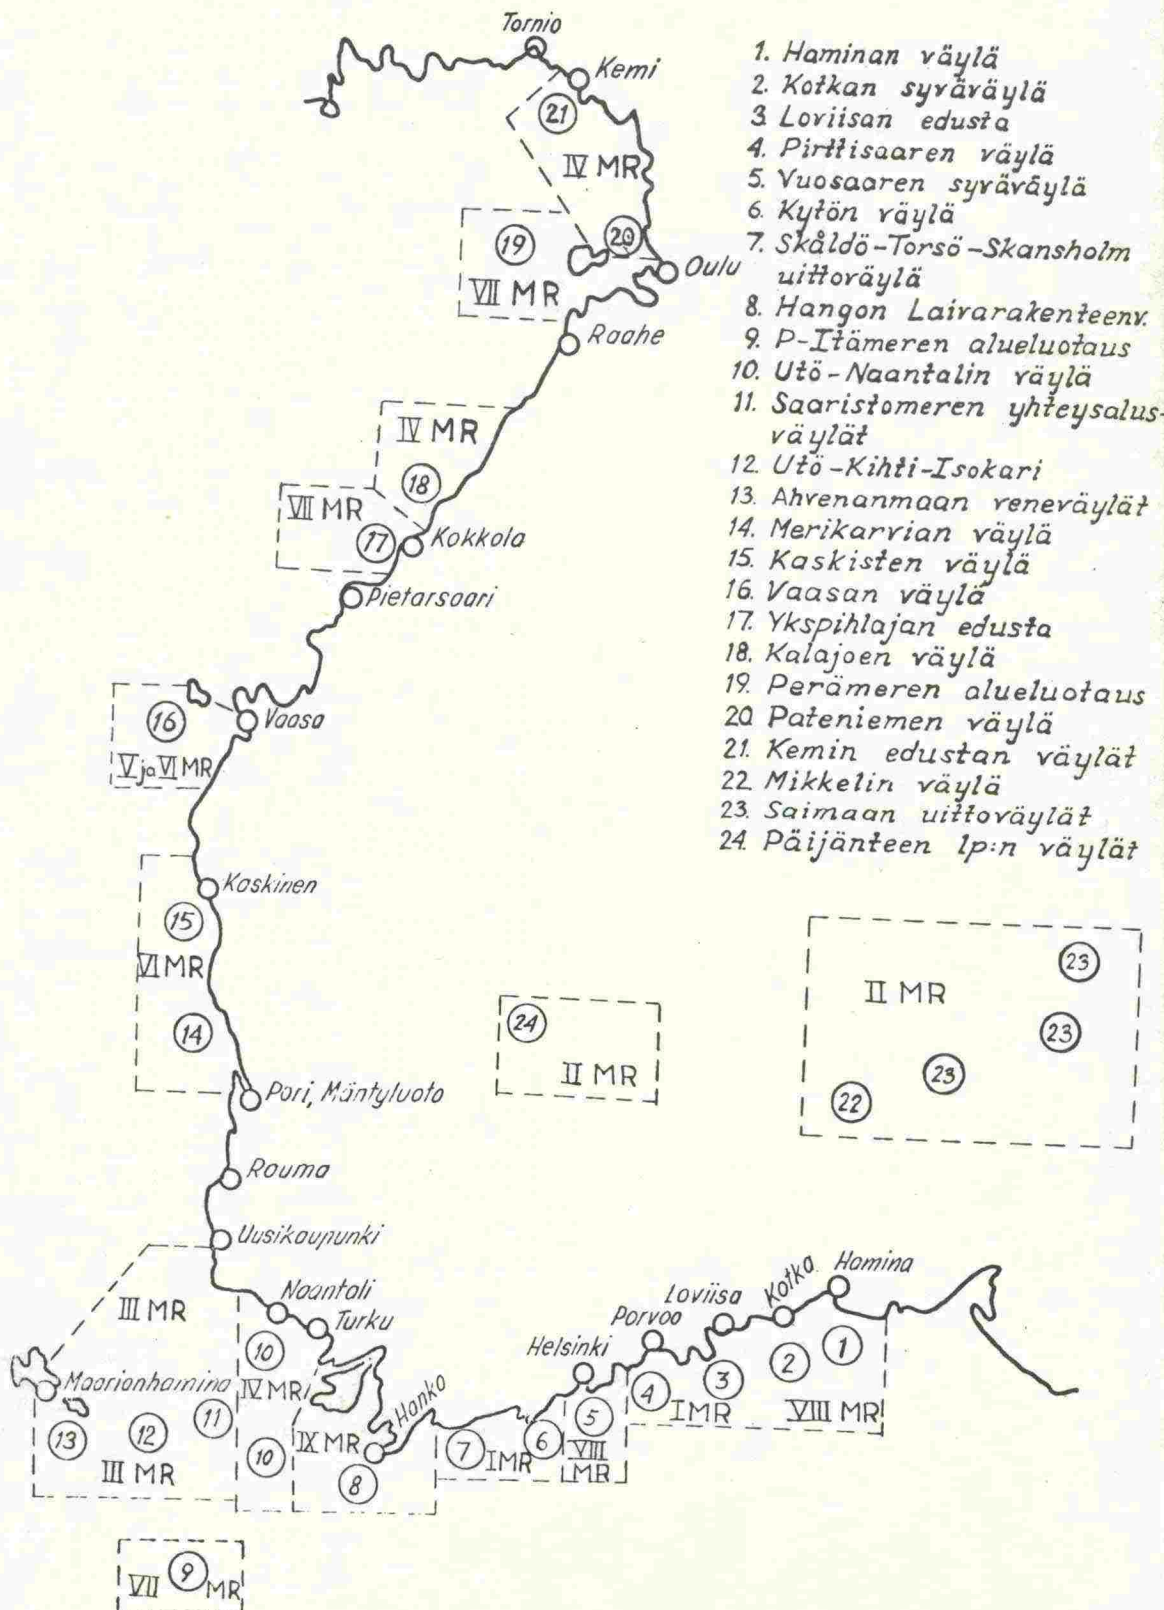 Tornio
Kemi
21
IV MR
19
20
VII MR
Oulu
Raahe
IV MR
18
VII MR
17
Kokkola
Pietarsaari
16
Vaasa
V ja VI MR
Kaskinen
15
VI MR
14
Pori, Mäntyluoto
Rauma
Uusikaupunki
1. Haminan väylä
2. Kotkan syväväylä
3. Loviisan edusta
4. Pirttisaaren väylä
5. Vuosaaren syväväylä
6. Kytön väylä
7. Skåldö-Torsö-Skansholm
uittoväylä
8. Hangon Laivarakenteenv.
9. P-Itämeren alueluotaus
10. Utö-Naantalin väylä
11. Saaristomeren yhteysalus-
väylät
12. Utö-Kihti-Isokari
13. Ahvenanmaan veneväylät
14. Merikarvian väylä
15. Kaskisten väylä
16. Vaasan väylä
17. Ykspihlajan edusta
18. Kalajoen väylä
19. Perämeren alueluotaus
20. Pateniemen väylä
21. Kemin edustan väylät
22. Mikkelin väylä
23. Saimaan uittoväylät
24. Päijänteen lp:n väylät
24
II MR
23
II MR
23
23
22
Naantali
Turku
III MR
10
IV MR
Maarianhamina
11
12
13
III MR
10
Hanko
IX MR
8
7
I MR
6
Helsinki
5
VIII
MR
Porvoo
4
Loviisa
3
I MR
Kotka
2
Hamina
1
VIII MR
VII 9 MR